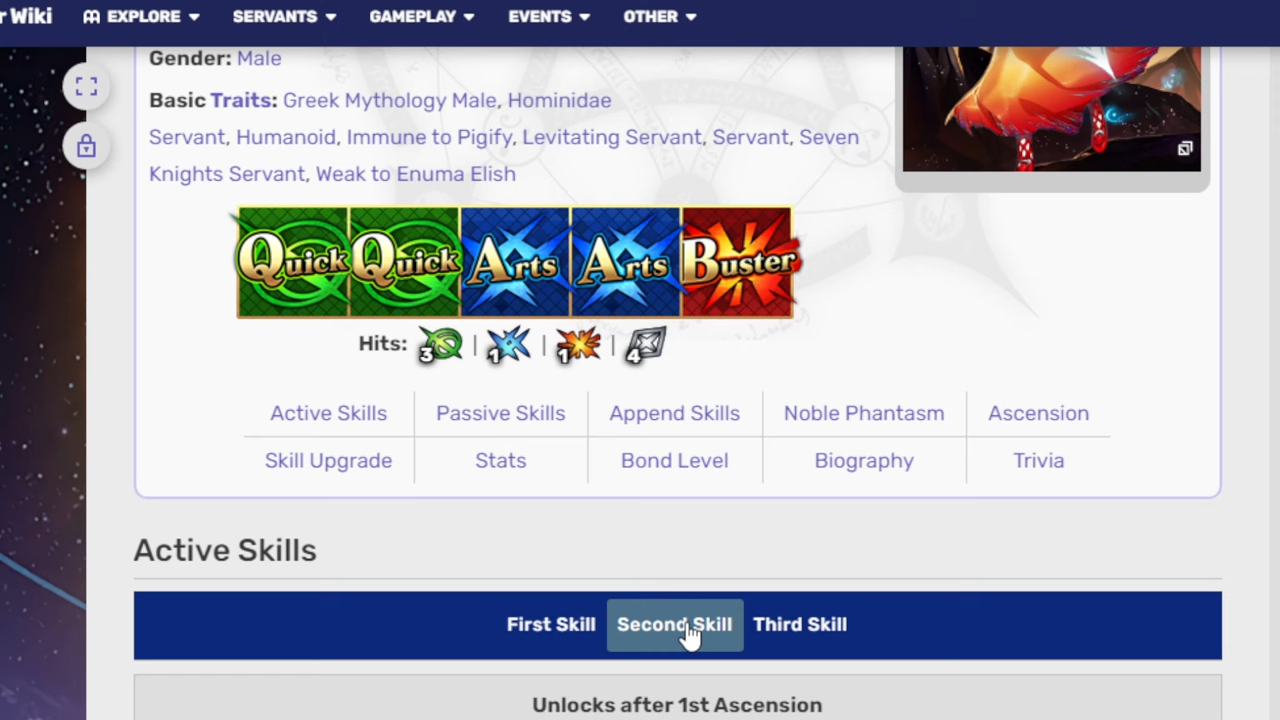 r Wiki EXPLORE SERVANTS GAMEPLAY EVENTS OTHER
Gender: Male
Basic Traits: Greek Mythology Male, Hominidae
Servant, Humanoid, Immune to Pigify, Levitating Servant, Servant, Seven
Knights Servant, Weak to Enuma Elish
Quick Quick Arts Arts Buster
Hits: 3 | 1 | 1 | 4
Active Skills Passive Skills Append Skills Noble Phantasm Ascension
Skill Upgrade Stats Bond Level Biography Trivia
Active Skills
First Skill Second Skill Third Skill
Unlocks after 1st Ascension